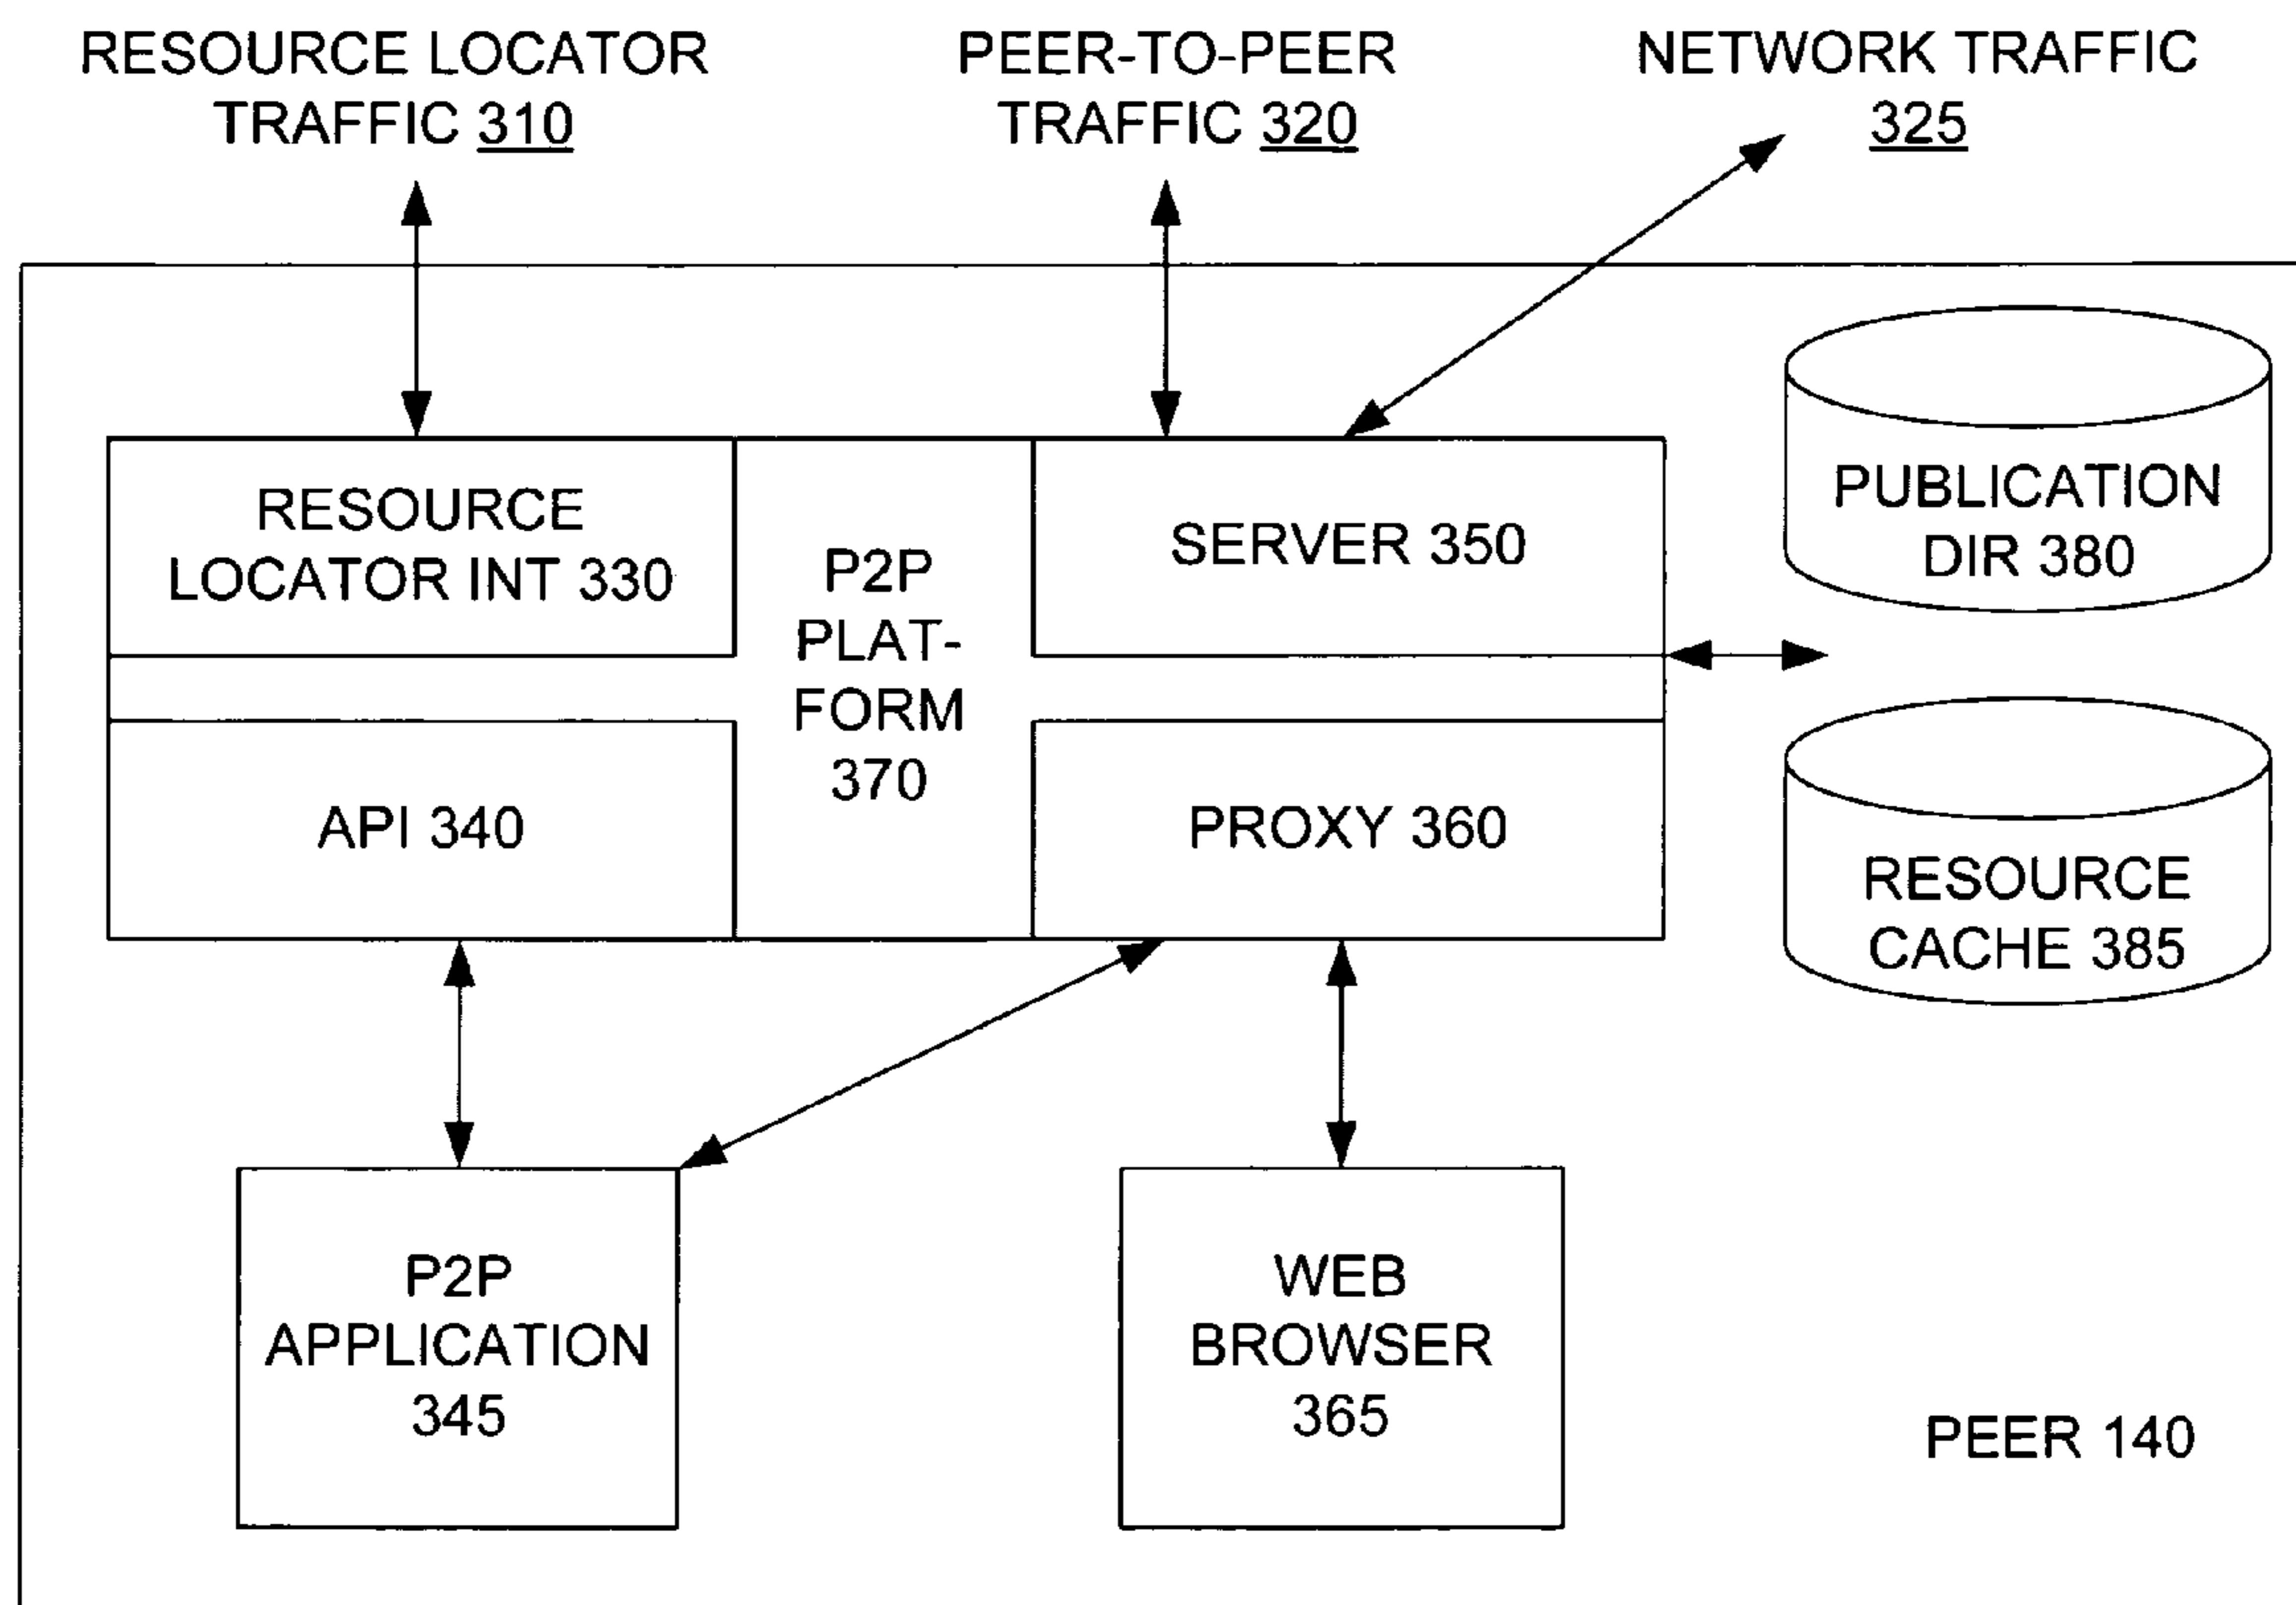 RESOURCE LOCATOR
TRAFFIC 310
PEER-TO-PEER
TRAFFIC 320
NETWORK TRAFFIC
325
RESOURCE
LOCATOR INT 330
P2P
PLAT-
FORM
370
SERVER 350
PUBLICATION
DIR 380
API 340
PROXY 360
RESOURCE
CACHE 385
P2P
APPLICATION
345
WEB
BROWSER
365
PEER 140